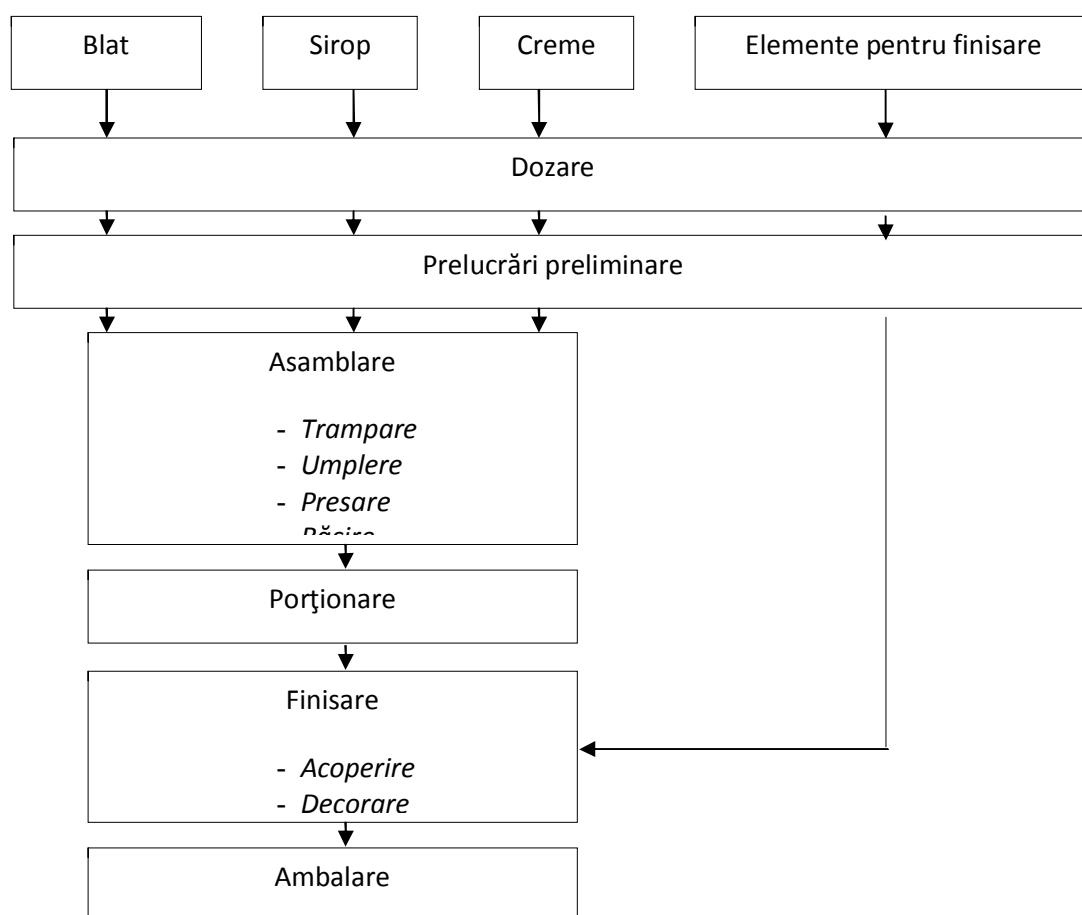 Blat
Sirop
Creme
Elemente pentru finisare
Dozare
Prelucrări preliminare
Asamblare
- Trampare
- Umplere
- Presare
Porţionare
Finisare
- Acoperire
- Decorare
Ambalare